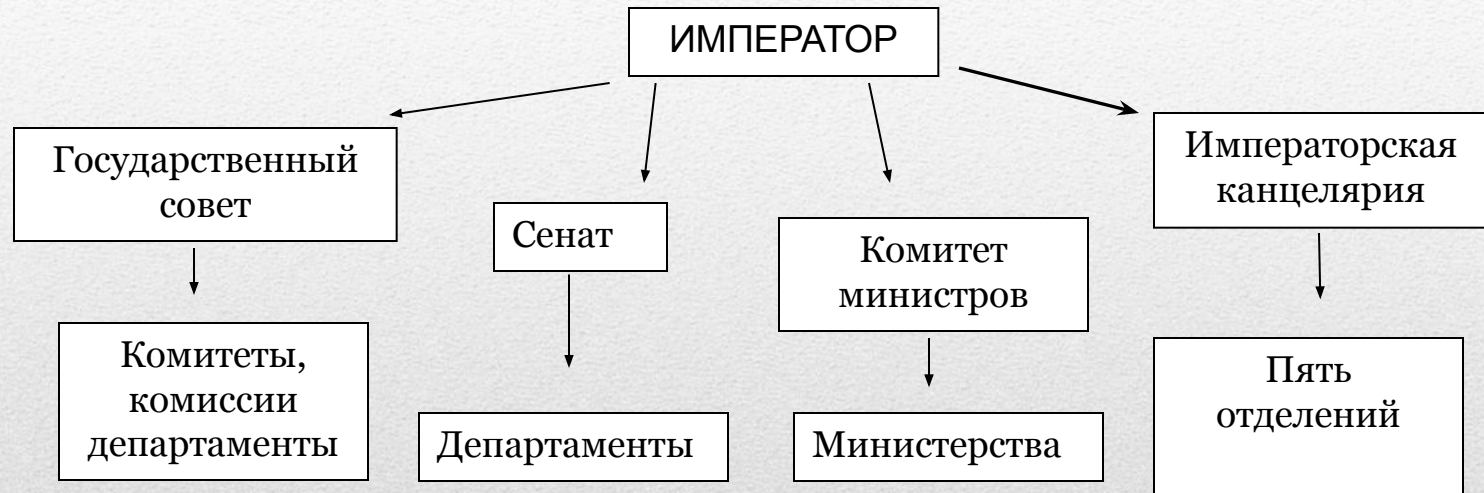 ИМПЕРАТОР
Государственный
совет
Сенат
Комитет
министров
Императорская
канцелярия
Комитеты,
комиссии
департаменты
Департаменты
Министерства
Пять
отделений